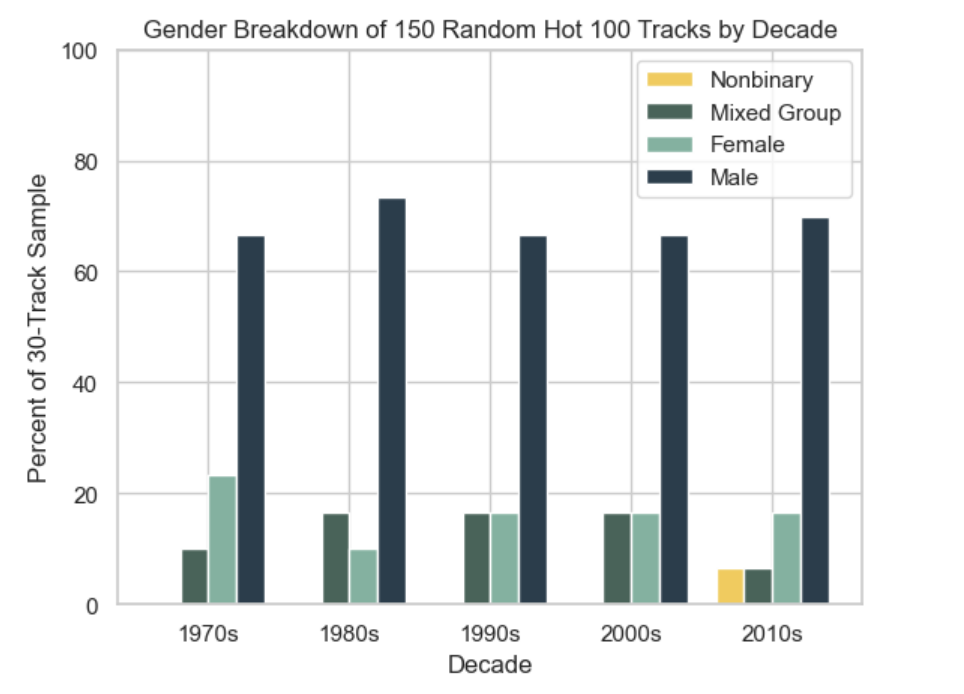 Gender Breakdown of 150 Random Hot 100 Tracks by Decade
100
80
60
40
20
0
Percent of 30-Track Sample
Nonbinary
Mixed Group
Female
Male
1970s 1980s 1990s 2000s 2010s
Decade